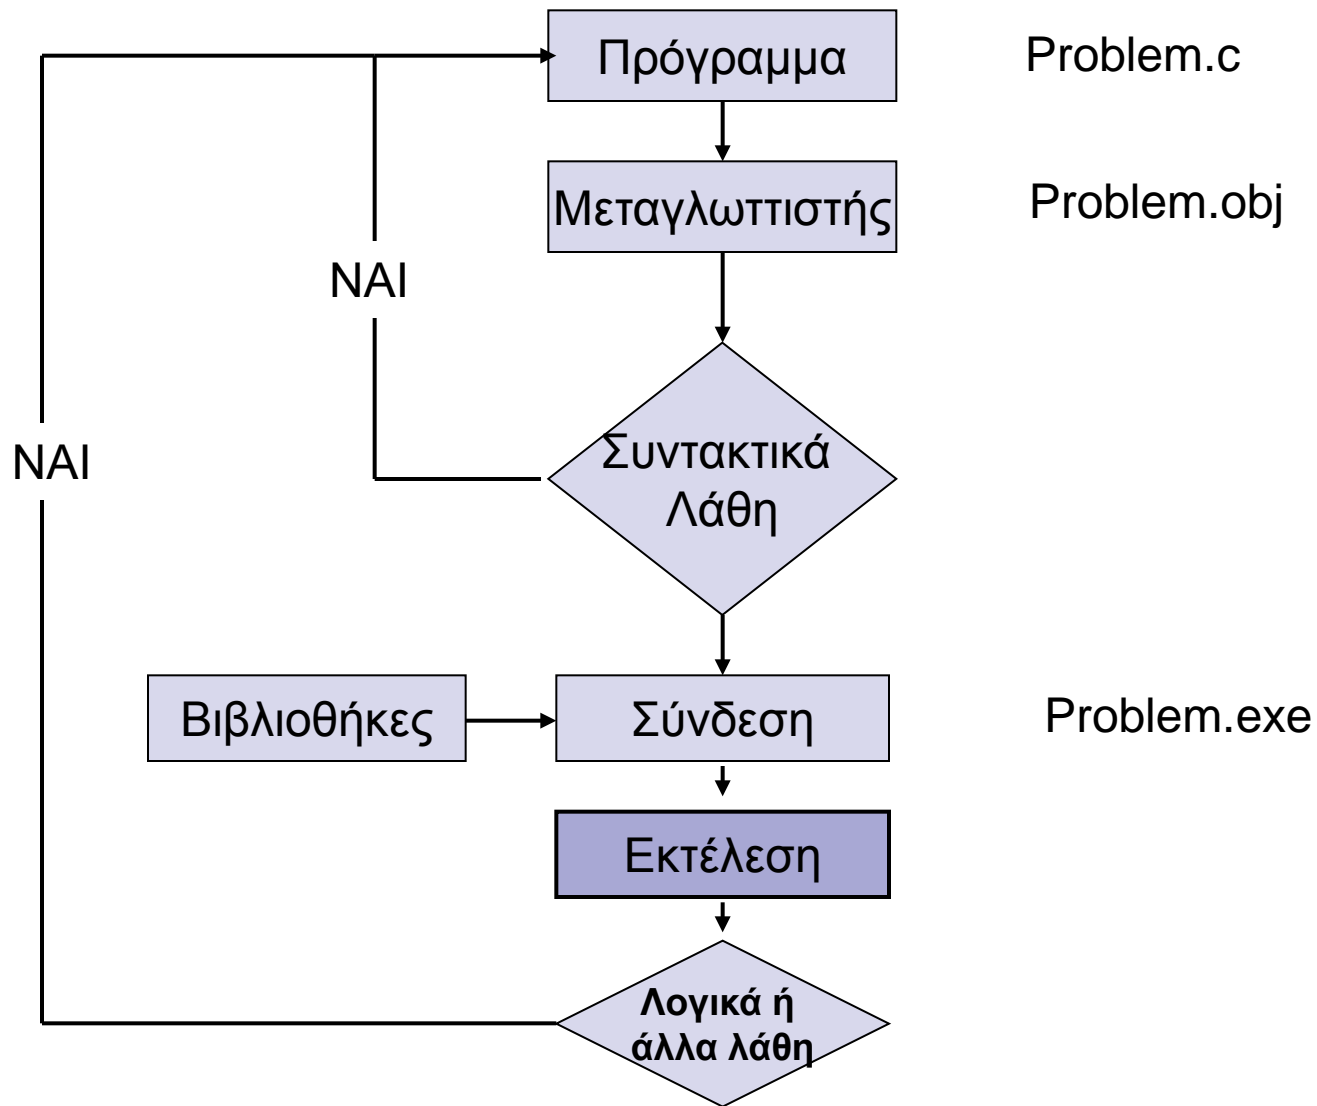 Πρόγραμμα
Problem.c
Μεταγλωττιστής
Problem.obj
ΝΑΙ
Συντακτικά
Λάθη
ΝΑΙ
Βιβλιοθήκες
Σύνδεση
Problem.exe
Εκτέλεση
Λογικά ή
άλλα λάθη